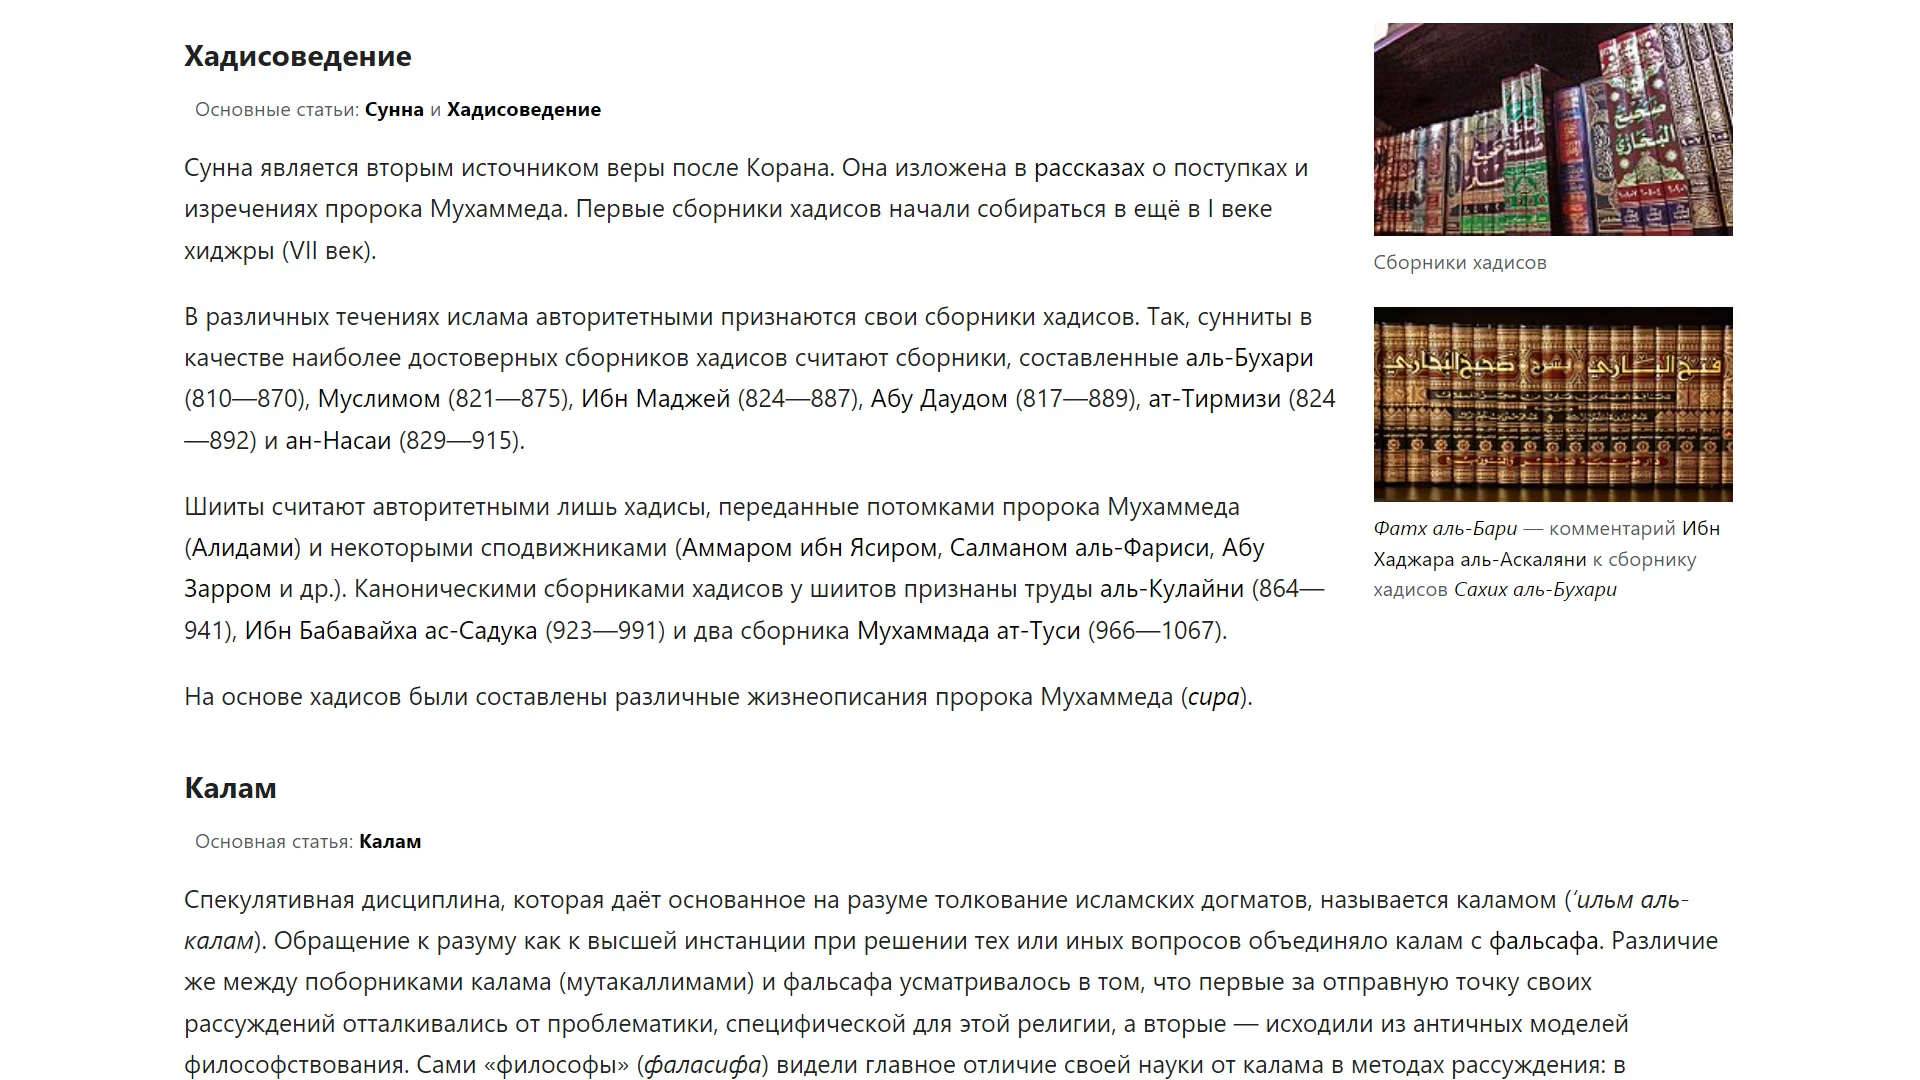 Хадисоведение
Основные статьи: Сунна и Хадисоведение
Сунна является вторым источником веры после Корана. Она изложена в рассказах о поступках и
изречениях пророка Мухаммеда. Первые сборники хадисов начали собираться в ещё в I веке
хиджры (VII век).
В различных течениях ислама авторитетными признаются свои сборники хадисов. Так, сунниты в
качестве наиболее достоверных сборников хадисов считают сборники, составленные аль-Бухари
(810—870), Муслимом (821—875), Ибн Маджей (824—887), Абу Даудом (817—889), ат-Тирмизи (824
—892) и ан-Насаи (829—915).
Шииты считают авторитетными лишь хадисы, переданные потомками пророка Мухаммеда
(Алидами) и некоторыми сподвижниками (Аммаром ибн Ясиром, Салманом аль-Фариси, Абу
Зарром и др.). Каноническими сборниками хадисов у шиитов признаны труды аль-Кулайни (864—
941), Ибн Бабавайха ас-Садука (923—991) и два сборника Мухаммада ат-Туси (966—1067).
На основе хадисов были составлены различные жизнеописания пророка Мухаммеда (сира).
صحيح
البخاري
صحيح
مسلم
Сборники хадисов
فتح الباري بشرح صحيح البخاري
Фатх аль-Бари — комментарий Ибн
Хаджара аль-Аскаляни к сборнику
хадисов Сахих аль-Бухари
Калам
Основная статья: Калам
Спекулятивная дисциплина, которая даёт основанное на разуме толкование исламских догматов, называется каламом (‘ильм аль-
калам). Обращение к разуму как к высшей инстанции при решении тех или иных вопросов объединяло калам с фальсафа. Различие
же между поборниками калама (мутакаллимами) и фальсафа усматривалось в том, что первые за отправную точку своих
рассуждений отталкивались от проблематики, специфической для этой религии, а вторые — исходили из античных моделей
философствования. Сами «философы» (фаласифа) видели главное отличие своей науки от калама в методах рассуждения: в